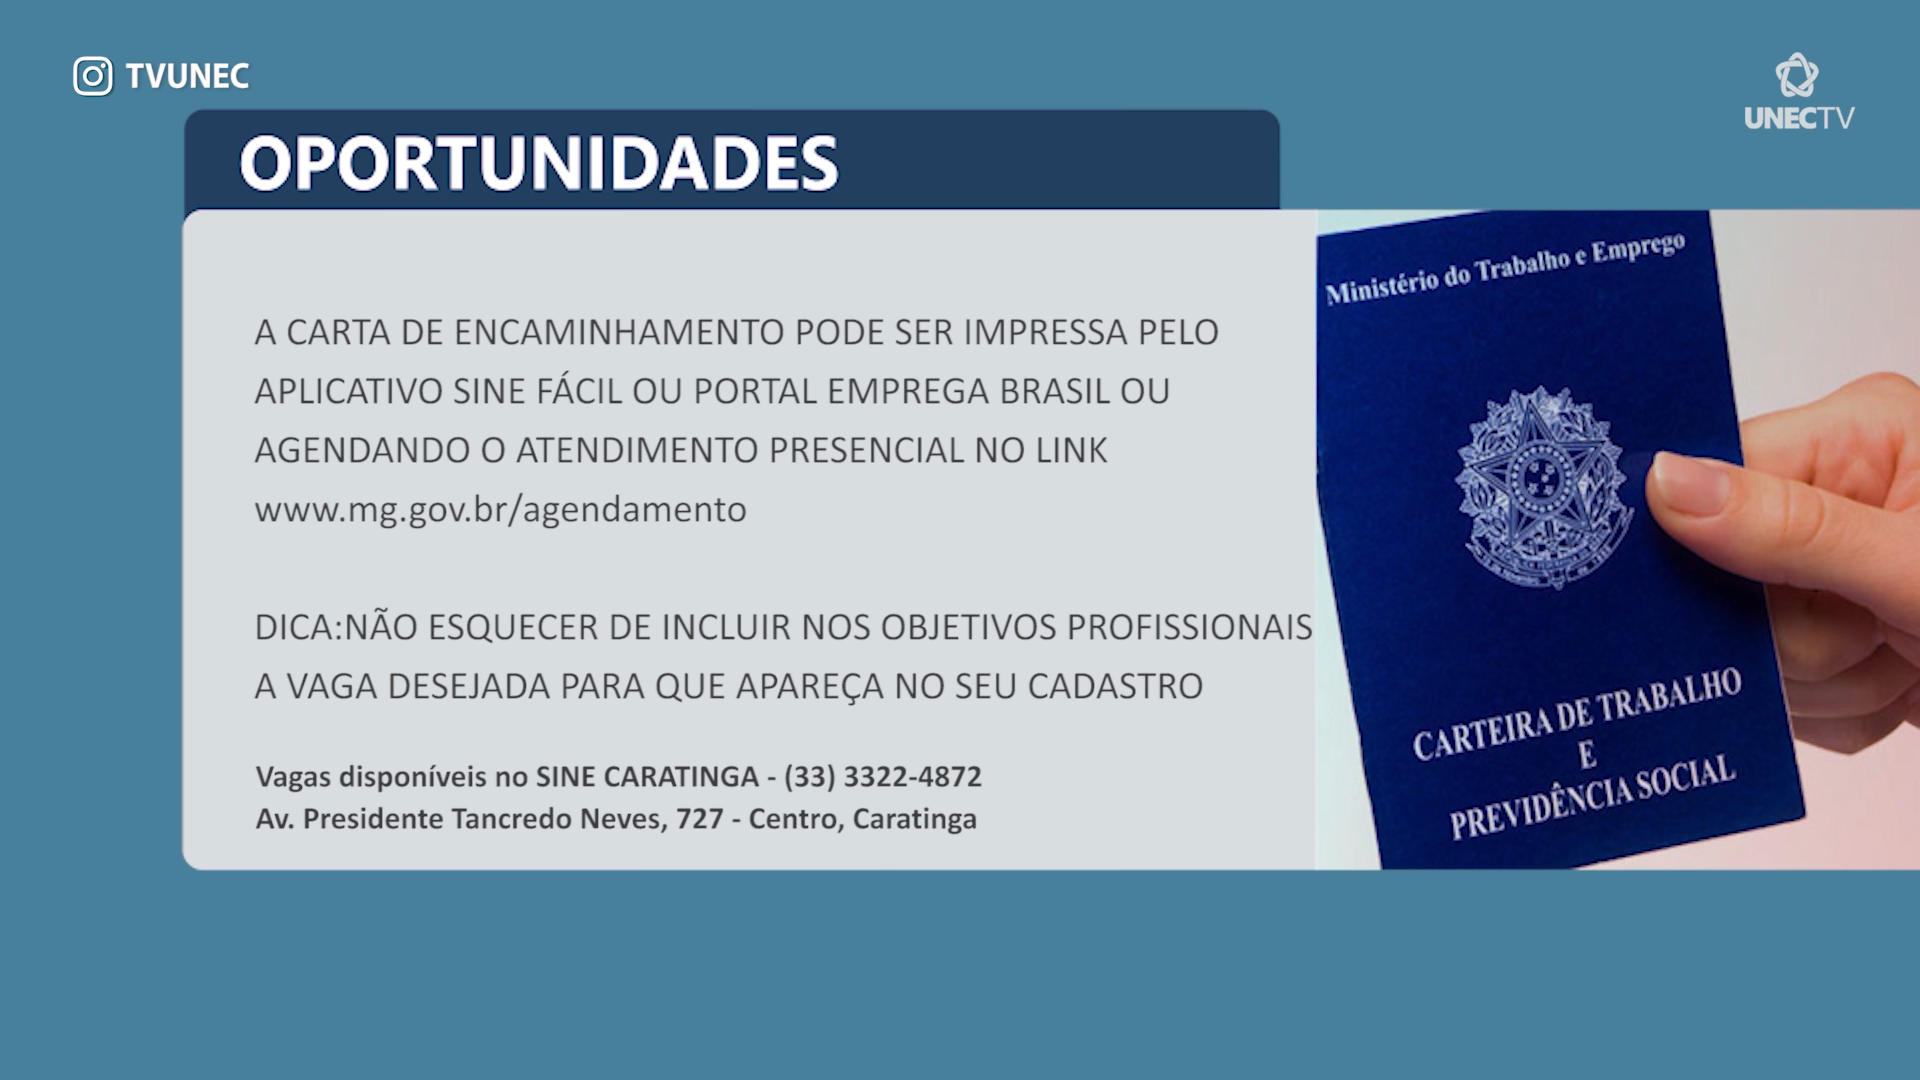 TVUNEC
UNECTV
OPORTUNIDADES
A CARTA DE ENCAMINHAMENTO PODE SER IMPRESSA PELO
APLICATIVO SINE FÁCIL OU PORTAL EMPREGA BRASIL OU
AGENDANDO O ATENDIMENTO PRESENCIAL NO LINK
www.mg.gov.br/agendamento
DICA:NÃO ESQUECER DE INCLUIR NOS OBJETIVOS PROFISSIONAIS
A VAGA DESEJADA PARA QUE APAREÇA NO SEU CADASTRO
Vagas disponíveis no SINE CARATINGA - (33) 3322-4872
Av. Presidente Tancredo Neves, 727 - Centro, Caratinga
Ministério do Trabalho e Emprego
CARTEIRA DE TRABALHO
E
PREVIDÊNCIA SOCIAL